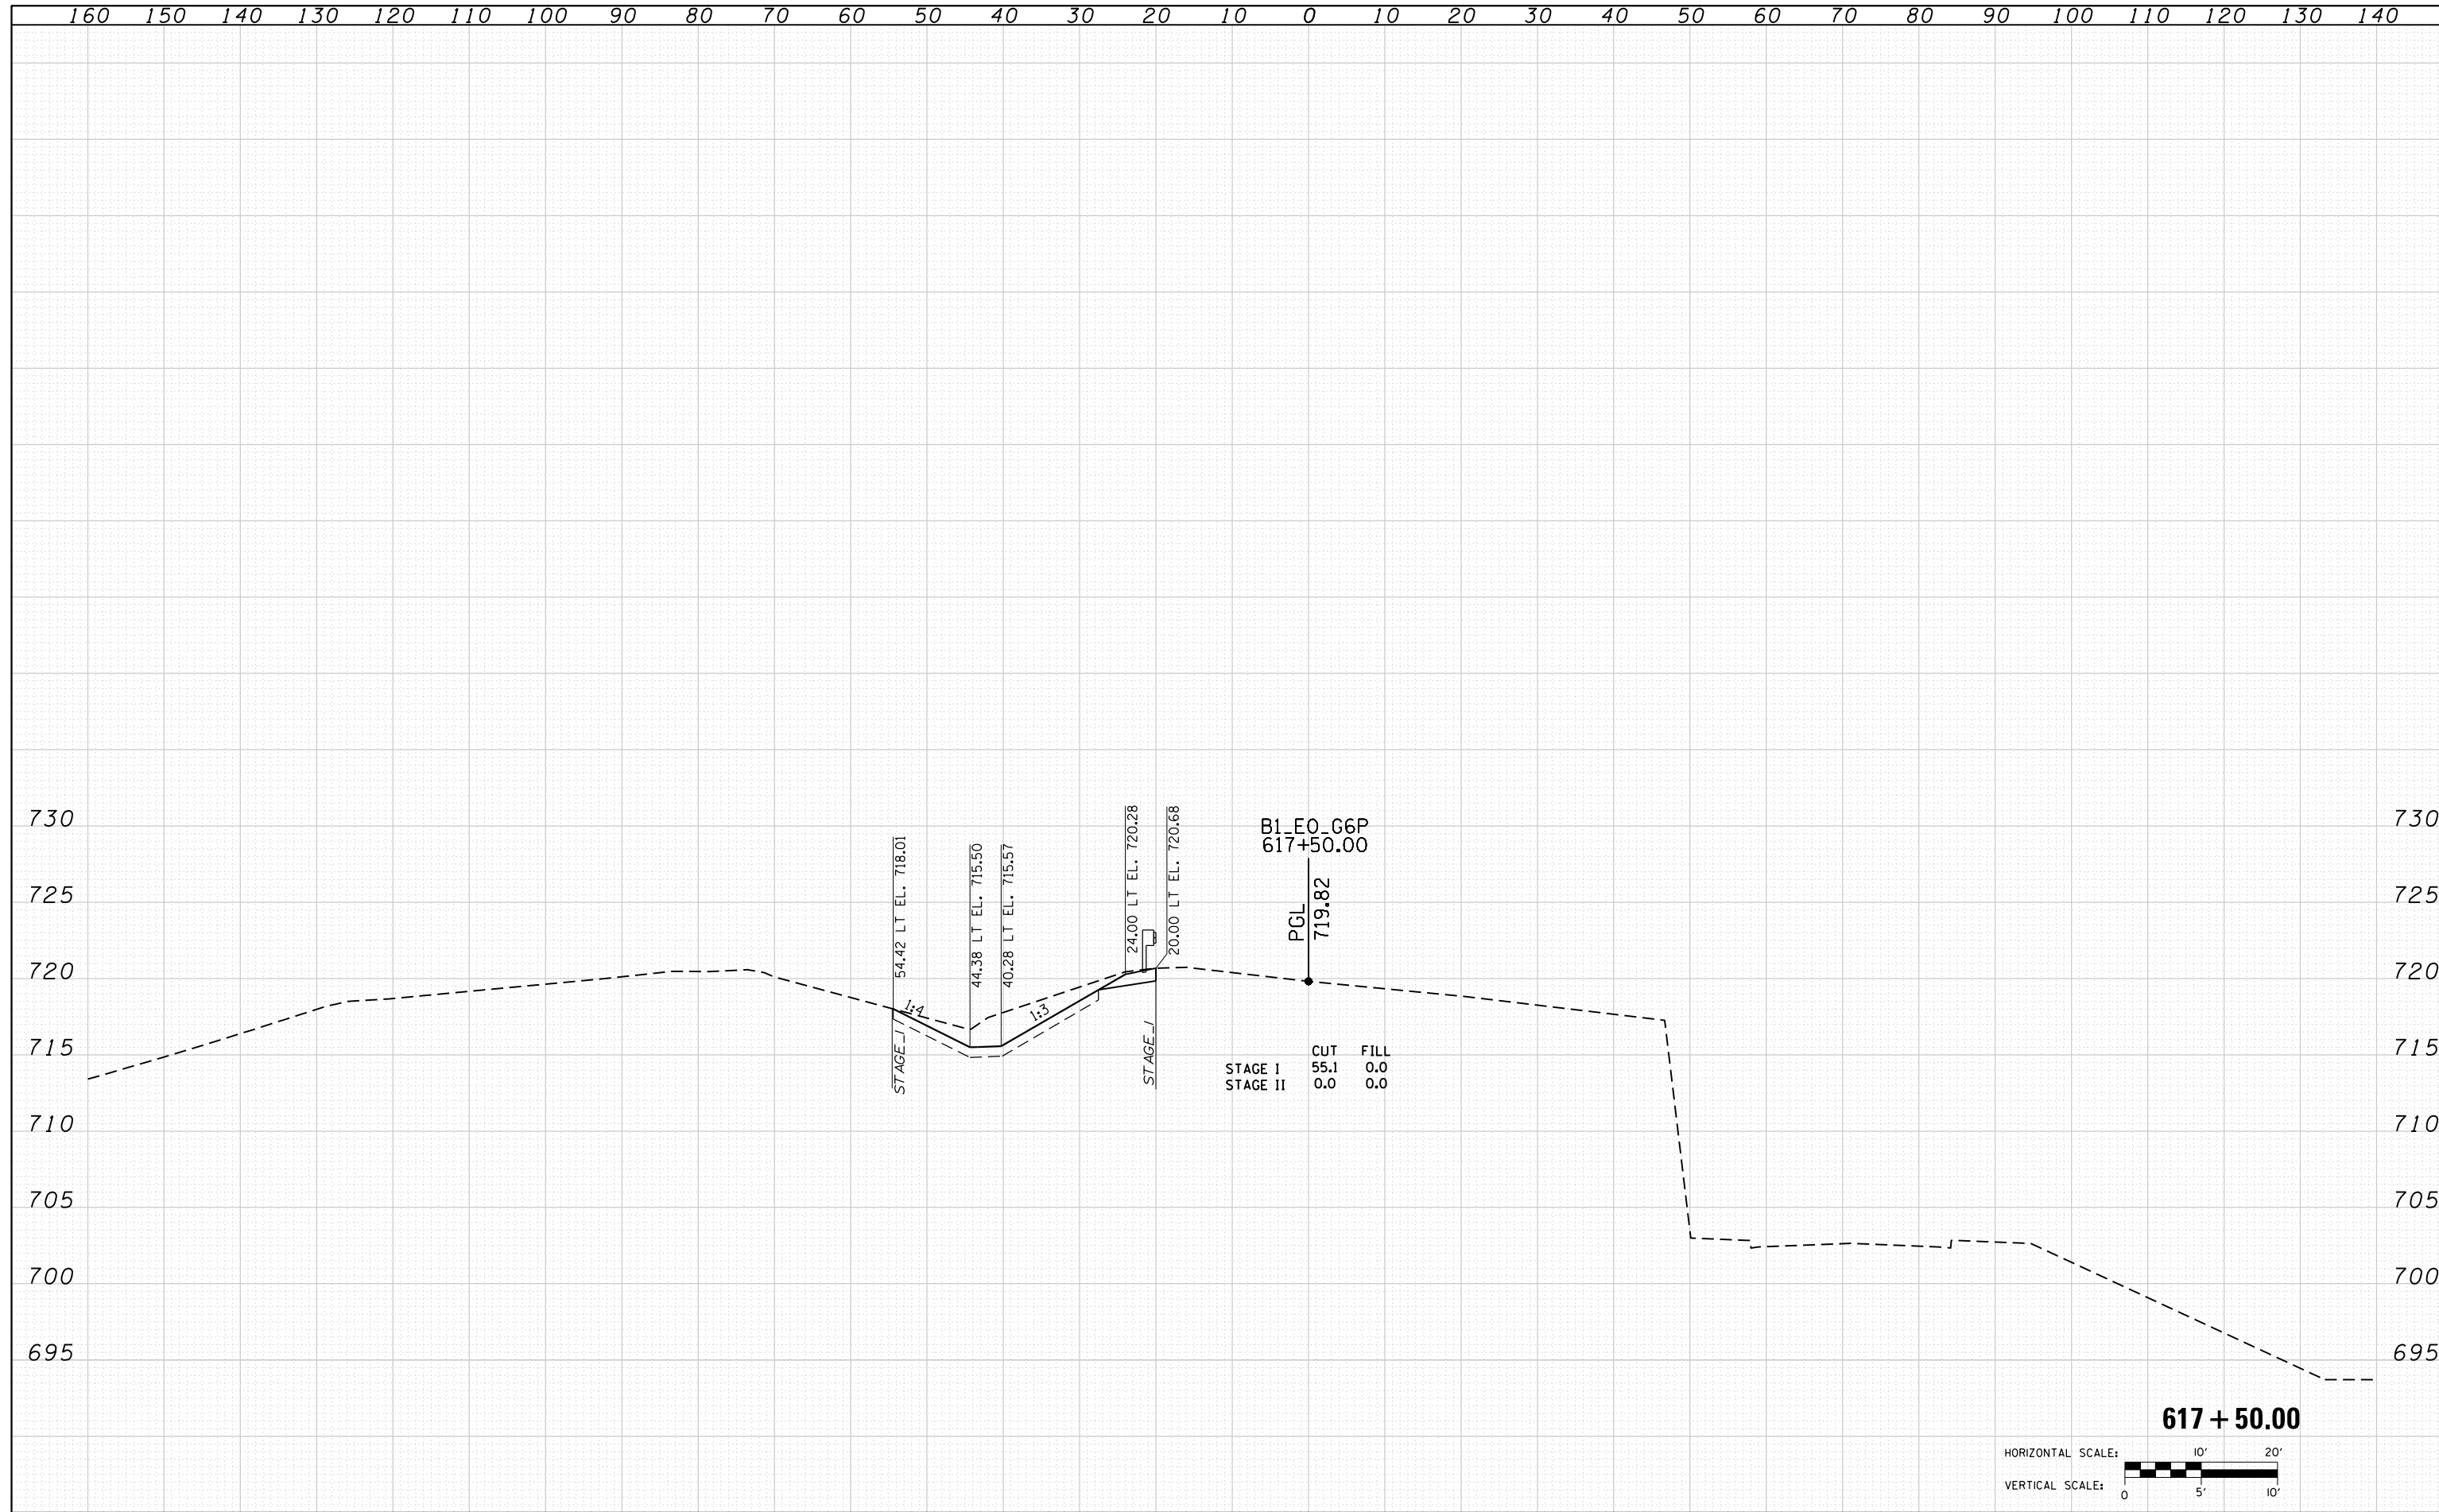 160 150 140 130 120 110 100 90 80 70 60 50 40 30 20 10 0 10 20 30 40 50 60 70 80 90 100 110 120 130 140
730 730
725 725
720 720
715 715
710 710
705 705
700 700
695 695
54.42 LT EL. 718.01
44.38 LT EL. 715.50
40.28 LT EL. 715.57
24.00 LT EL. 720.28
20.00 LT EL. 720.68
B1_EO_G6P
617+50.00
PGL
719.82
1:4
1:3
STAGE_I
STAGE_I
CUT FILL
STAGE I 55.1 0.0
STAGE II 0.0 0.0
617+50.00
HORIZONTAL SCALE: 10' 20'
VERTICAL SCALE: 0 5' 10'